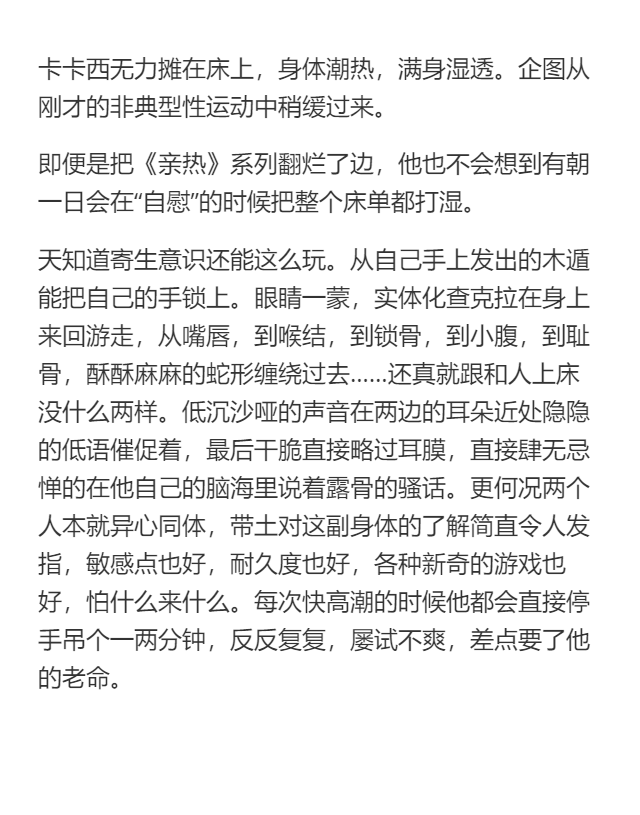 卡卡西无力摊在床上，身体潮热，满身湿透。企图从
刚才的非典型性运动中稍缓过来。
即便是把《亲热》系列翻烂了边，他也不会想到有朝
一日会在“自慰”的时候把整个床单都打湿。
天知道寄生意识还能这么玩。从自己手上发出的木遁
能把自己的手锁上。眼睛一蒙，实体化查克拉在身上
来回游走，从嘴唇，到喉结，到锁骨，到小腹，到耻
骨，酥酥麻麻的蛇形缠绕过去……还真就跟和人上床
没什么两样。低沉沙哑的声音在两边的耳朵近处隐隐
的低语催促着，最后干脆直接略过耳膜，直接肆无忌
惮的在他自己的脑海里说着露骨的骚话。更何况两个
人本就异心同体，带土对这副身体的了解简直令人发
指，敏感点也好，耐久度也好，各种新奇的游戏也
好，怕什么来什么。每次快高潮的时候他都会直接停
手吊个一两分钟，反反复复，屡试不爽，差点要了他
的老命。